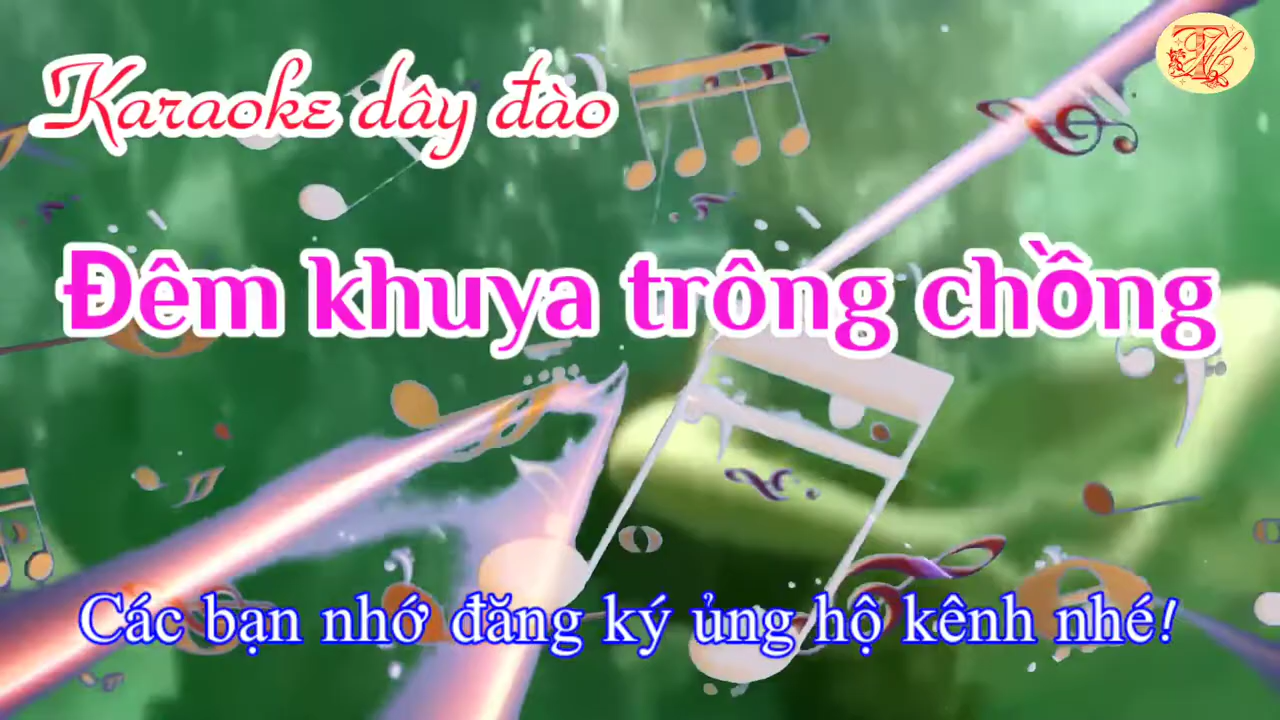 Karaoke dây đào
Đêm khuya trông chồng
Các bạn nhớ đăng ký ủng hộ kênh nhé!